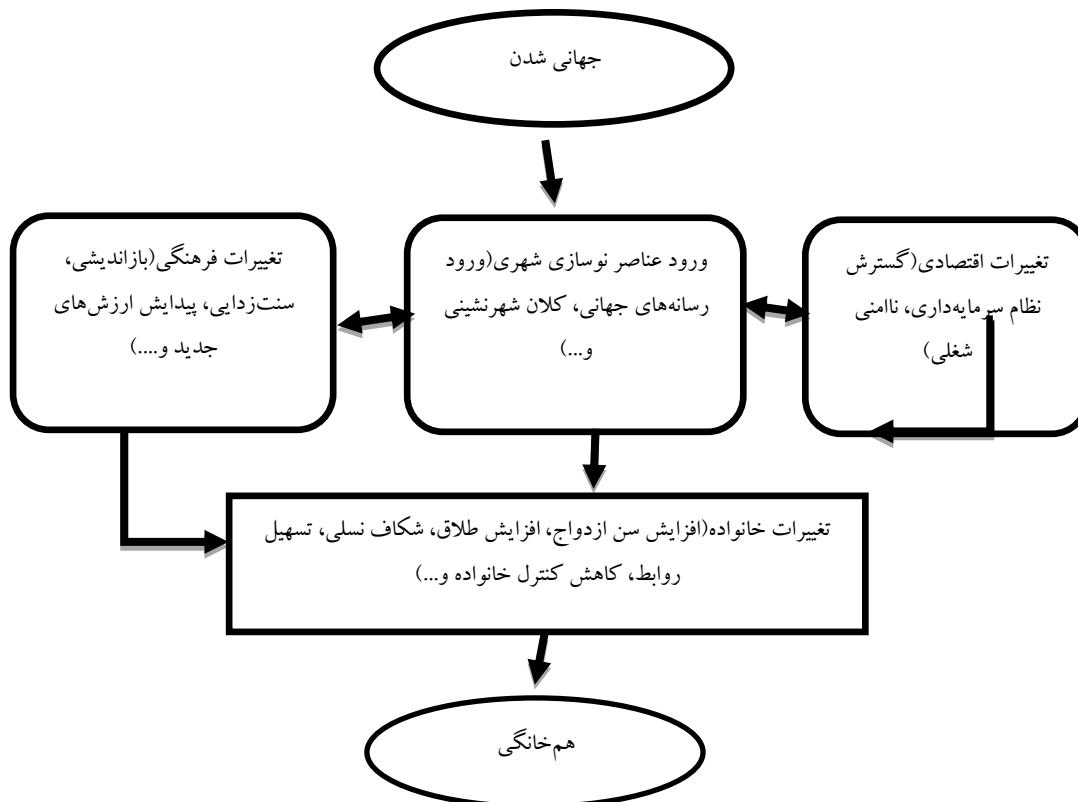 جهانی شدن
تغییرات اقتصادی(گسترش
نظام سرمایه‌داری، ناامنی
شغلی)
ورود عناصر نوسازی شهری(ورود
رسانه‌های جهانی، کلان شهرنشینی
و...)
تغییرات فرهنگی(بازاندیشی،
سنت‌زدایی، پیدایش ارزش‌های
جدید و....)
تغییرات خانواده(افزایش سن ازدواج، افزایش طلاق، شکاف نسلی، تسهیل
روابط، کاهش کنترل خانواده و...)
هم‌خانگی